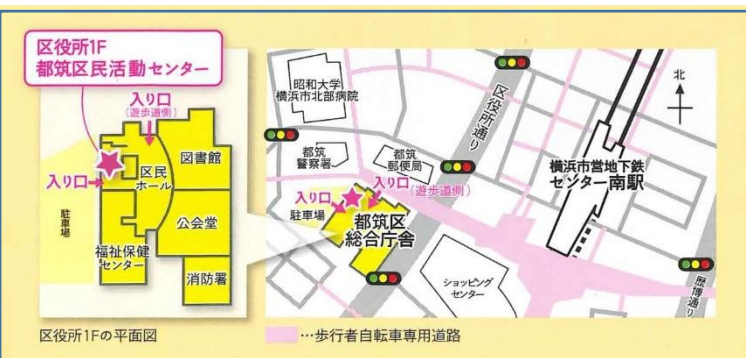 区役所1F
都筑区民活動センター
入り口
(遊歩道側)
図書館
区民
ホール
入り口
駐車場
公会堂
福祉保健
センター
消防署
区役所1Fの平面図
昭和大学
横浜市北部病院
区役所通り
北
都筑
警察署
都筑
郵便局
横浜市営地下鉄
センター南駅
入り口
入り口
(遊歩道側)
駐車場
都筑区
総合庁舎
ショッピング
センター
歴博通り
…歩行者自転車専用道路